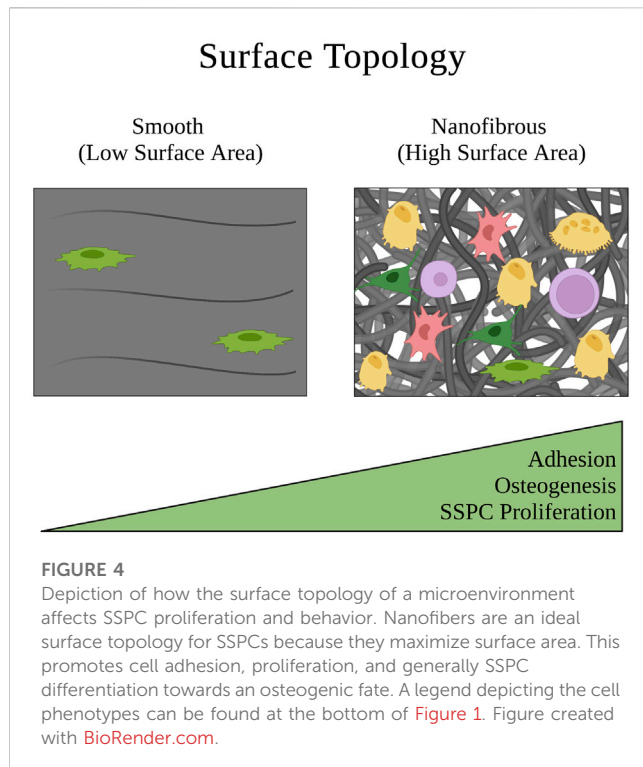 Surface Topology
Smooth
(Low Surface Area)
Nanofibrous
(High Surface Area)
Adhesion
Osteogenesis
SSPC Proliferation
FIGURE 4
Depiction of how the surface topology of a microenvironment
affects SSPC proliferation and behavior. Nanofibers are an ideal
surface topology for SSPCs because they maximize surface area. This
promotes cell adhesion, proliferation, and generally SSPC
differentiation towards an osteogenic fate. A legend depicting the cell
phenotypes can be found at the bottom of Figure 1. Figure created
with BioRender.com.